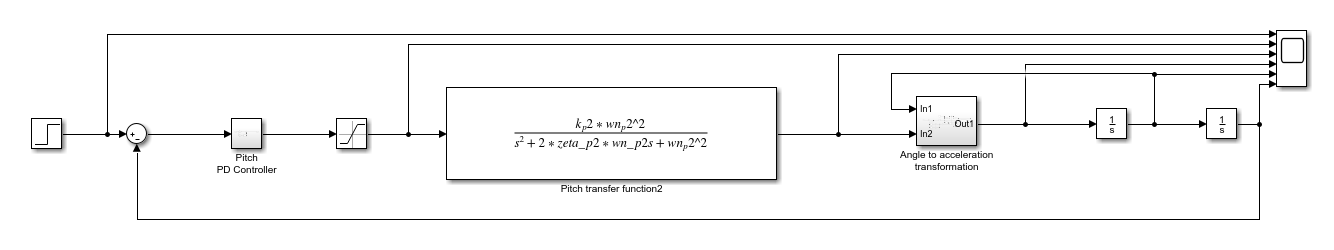 +
−
Pitch
PD Controller
k_p2 * wn_p2^2
s² + 2 * zeta_p2 * wn_p2s + wn_p2^2
Pitch transfer function2
In1
In2
Out1
Angle to acceleration
transformation
1
s
1
s